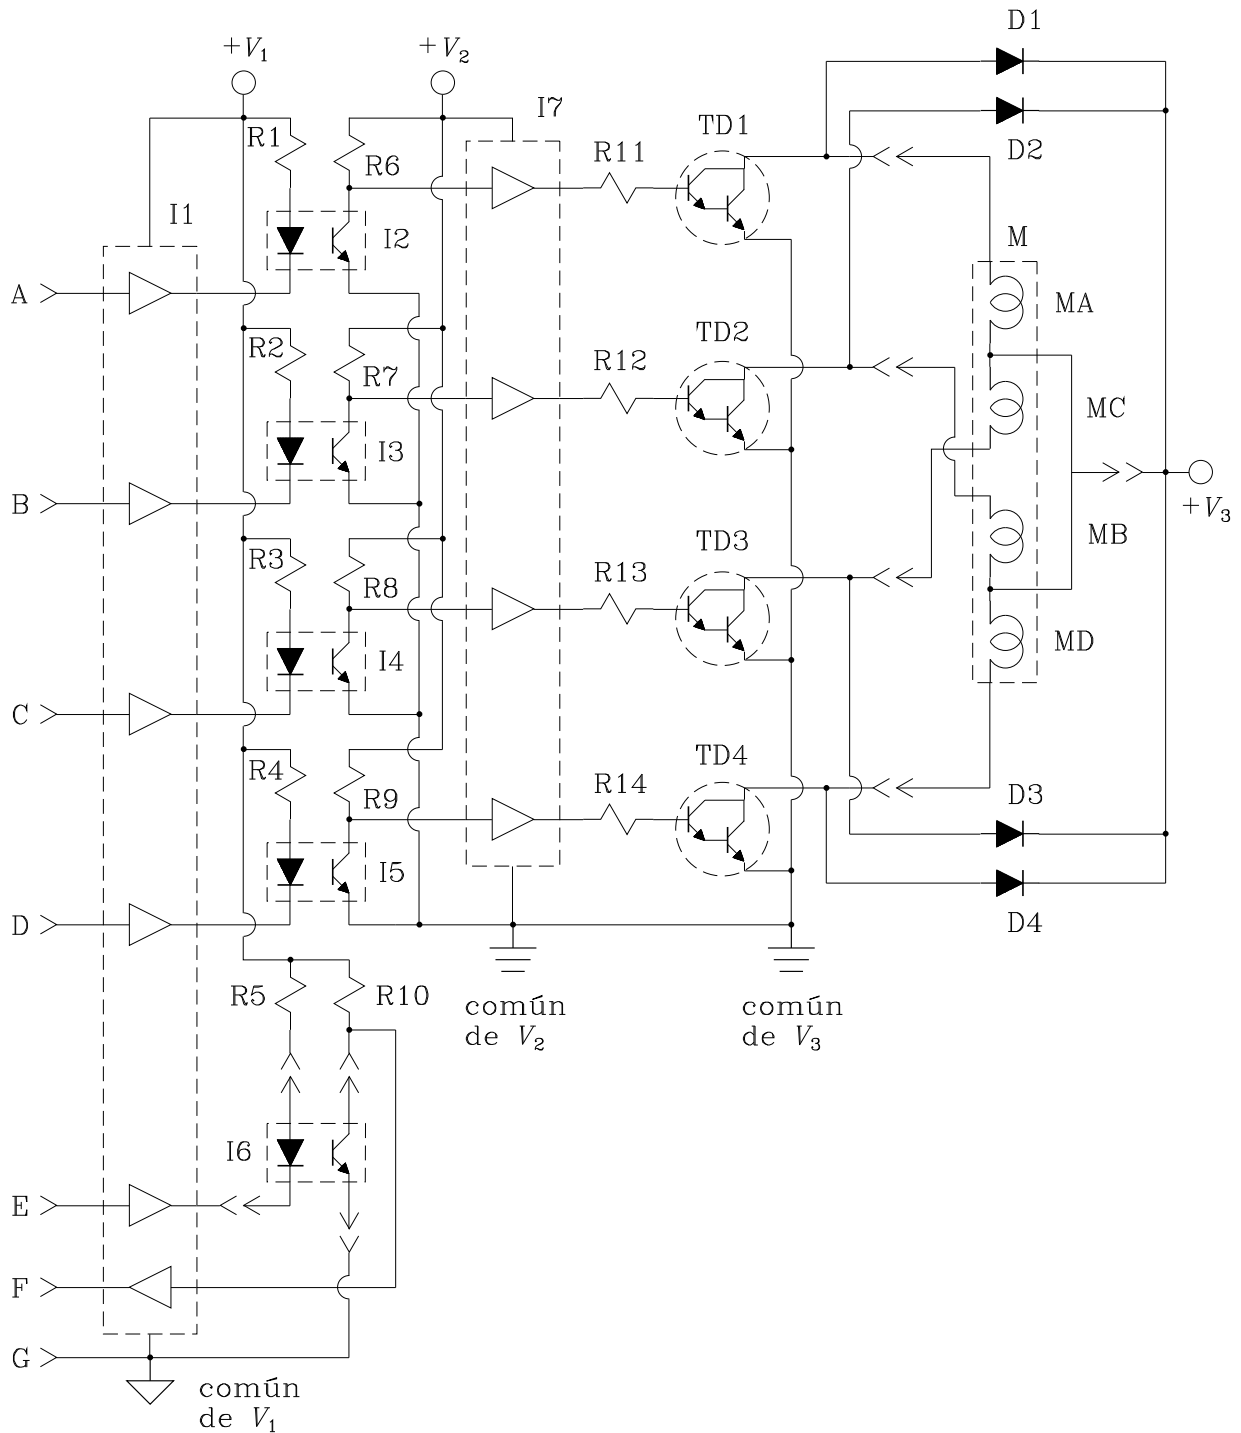 D1
+V₁
+V₂
I7
TD1
D2
R1
R6
R11
I1
I2
M
A
MA
TD2
R2
R7
R12
MC
I3
B
+V₃
TD3
MB
R3
R8
R13
I4
MD
C
TD4
R4
R9
R14
D3
I5
D
D4
R5
R10
común
de V₂
común
de V₃
I6
E
F
G
común
de V₁